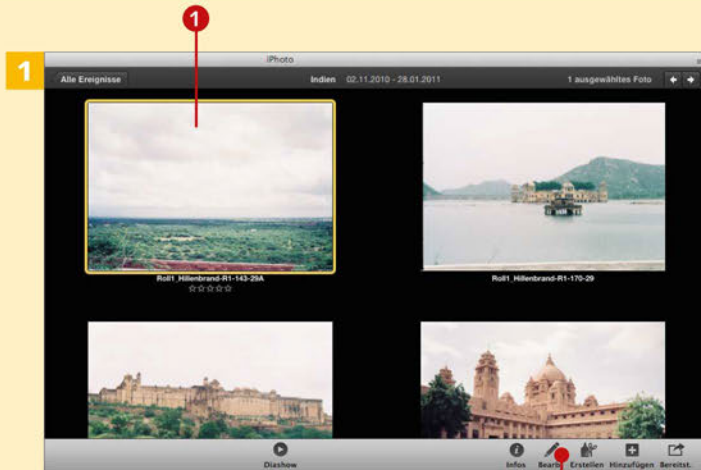 1
1
iPhoto
Alle Ereignisse
Indien 02.11.2010 - 28.01.2011
1 ausgewähltes Foto
Roll1_Hillenbrand-R1-143-29A
Roll1_Hillenbrand-R1-170-29
Diashow
Infos Bearb Erstellen Hinzufügen Bereitst.